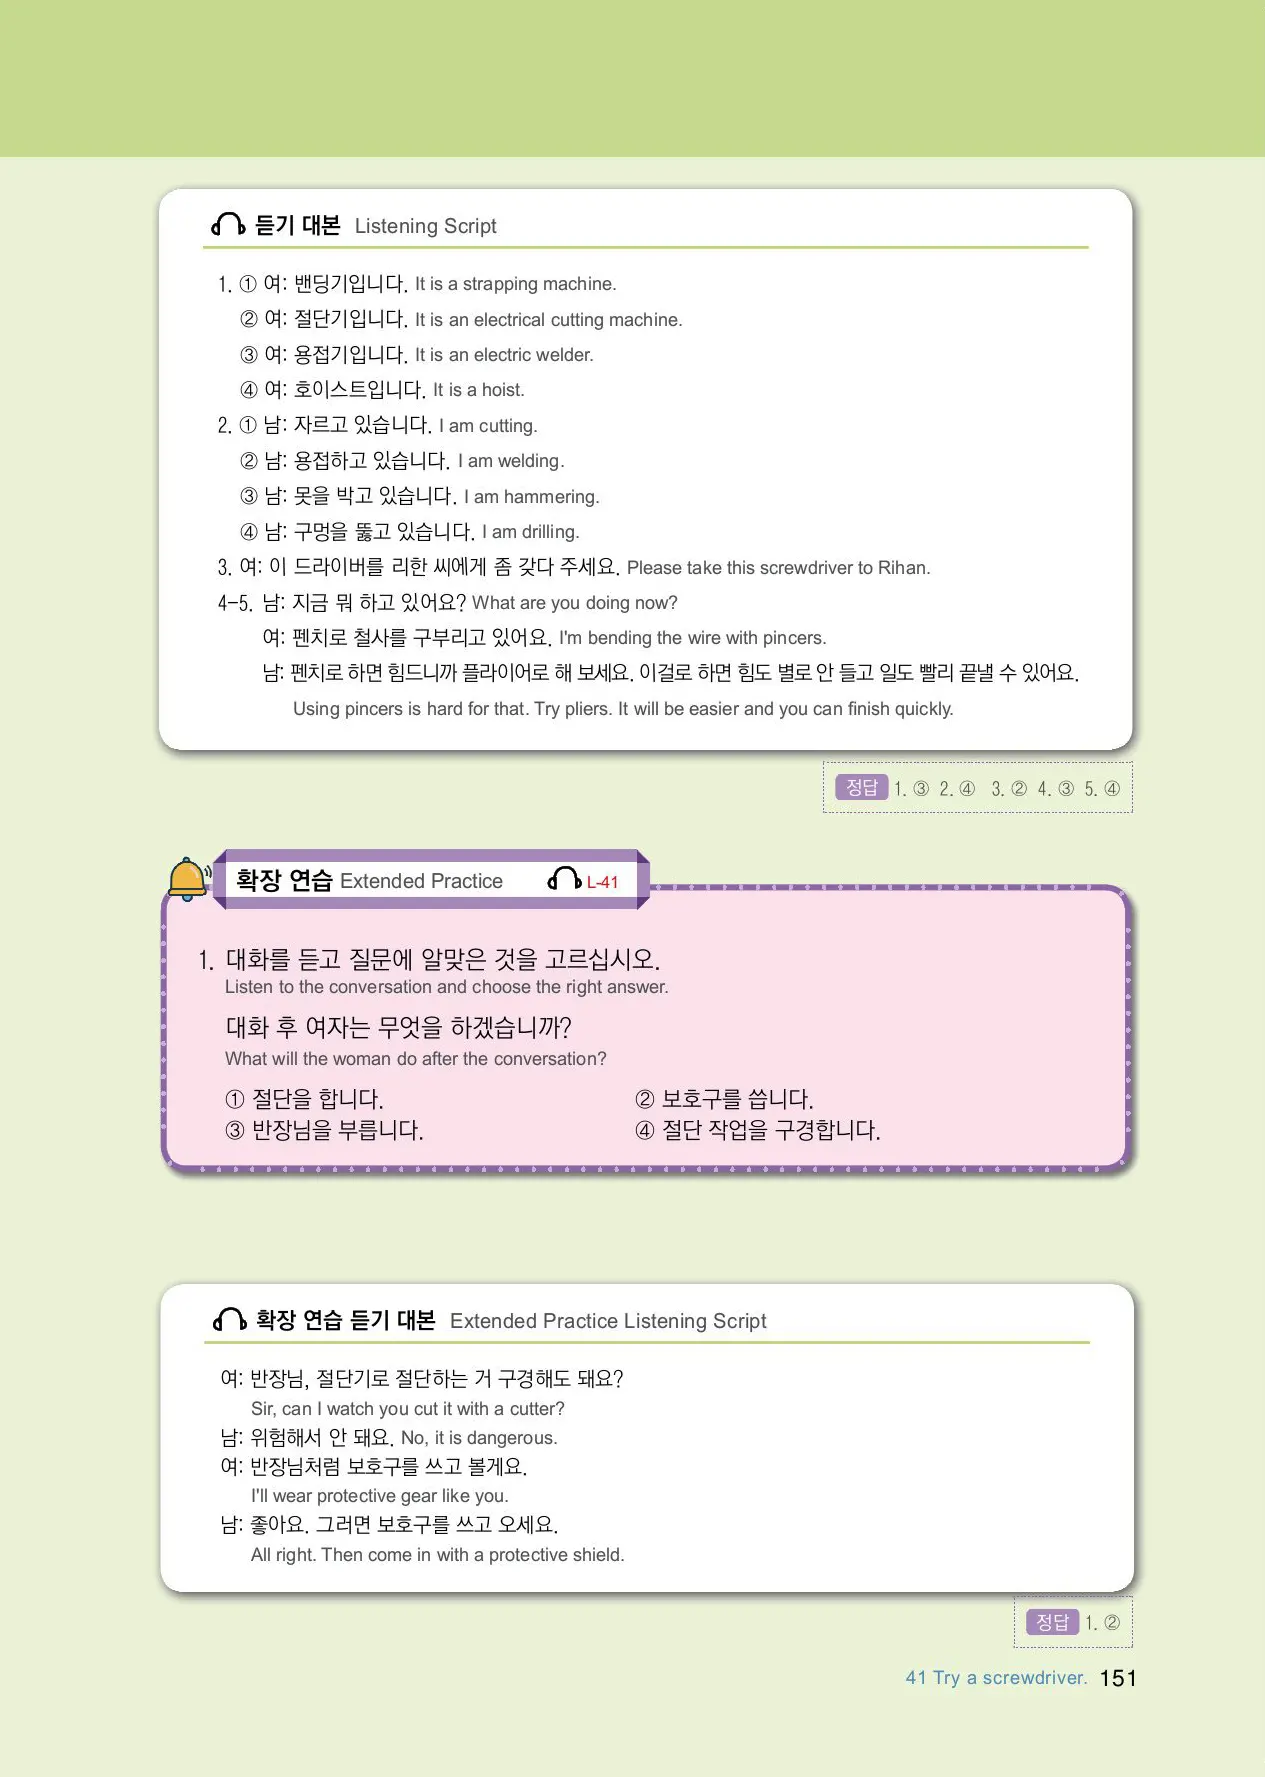 듣기 대본 Listening Script
1. ① 여: 밴딩기입니다. It is a strapping machine.
② 여: 절단기입니다. It is an electrical cutting machine.
③ 여: 용접기입니다. It is an electric welder.
④ 여: 호이스트입니다. It is a hoist.
2. ① 남: 자르고 있습니다. I am cutting.
② 남: 용접하고 있습니다. I am welding.
③ 남: 못을 박고 있습니다. I am hammering.
④ 남: 구멍을 뚫고 있습니다. I am drilling.
3. 여: 이 드라이버를 리한 씨에게 좀 갖다 주세요. Please take this screwdriver to Rihan.
4-5. 남: 지금 뭐 하고 있어요? What are you doing now?
여: 펜치로 철사를 구부리고 있어요. I'm bending the wire with pincers.
남: 펜치로 하면 힘드니까 플라이어로 해 보세요. 이걸로 하면 힘도 별로 안 들고 일도 빨리 끝낼 수 있어요.
Using pincers is hard for that. Try pliers. It will be easier and you can finish quickly.
정답 1. ③ 2. ④ 3. ② 4. ③ 5. ④
확장 연습 Extended Practice L-41
1. 대화를 듣고 질문에 알맞은 것을 고르십시오.
Listen to the conversation and choose the right answer.
대화 후 여자는 무엇을 하겠습니까?
What will the woman do after the conversation?
① 절단을 합니다. ② 보호구를 씁니다.
③ 반장님을 부릅니다. ④ 절단 작업을 구경합니다.
확장 연습 듣기 대본 Extended Practice Listening Script
여: 반장님, 절단기로 절단하는 거 구경해도 돼요?
Sir, can I watch you cut it with a cutter?
남: 위험해서 안 돼요. No, it is dangerous.
여: 반장님처럼 보호구를 쓰고 볼게요.
I'll wear protective gear like you.
남: 좋아요. 그러면 보호구를 쓰고 오세요.
All right. Then come in with a protective shield.
정답 1. ②
41 Try a screwdriver. 151